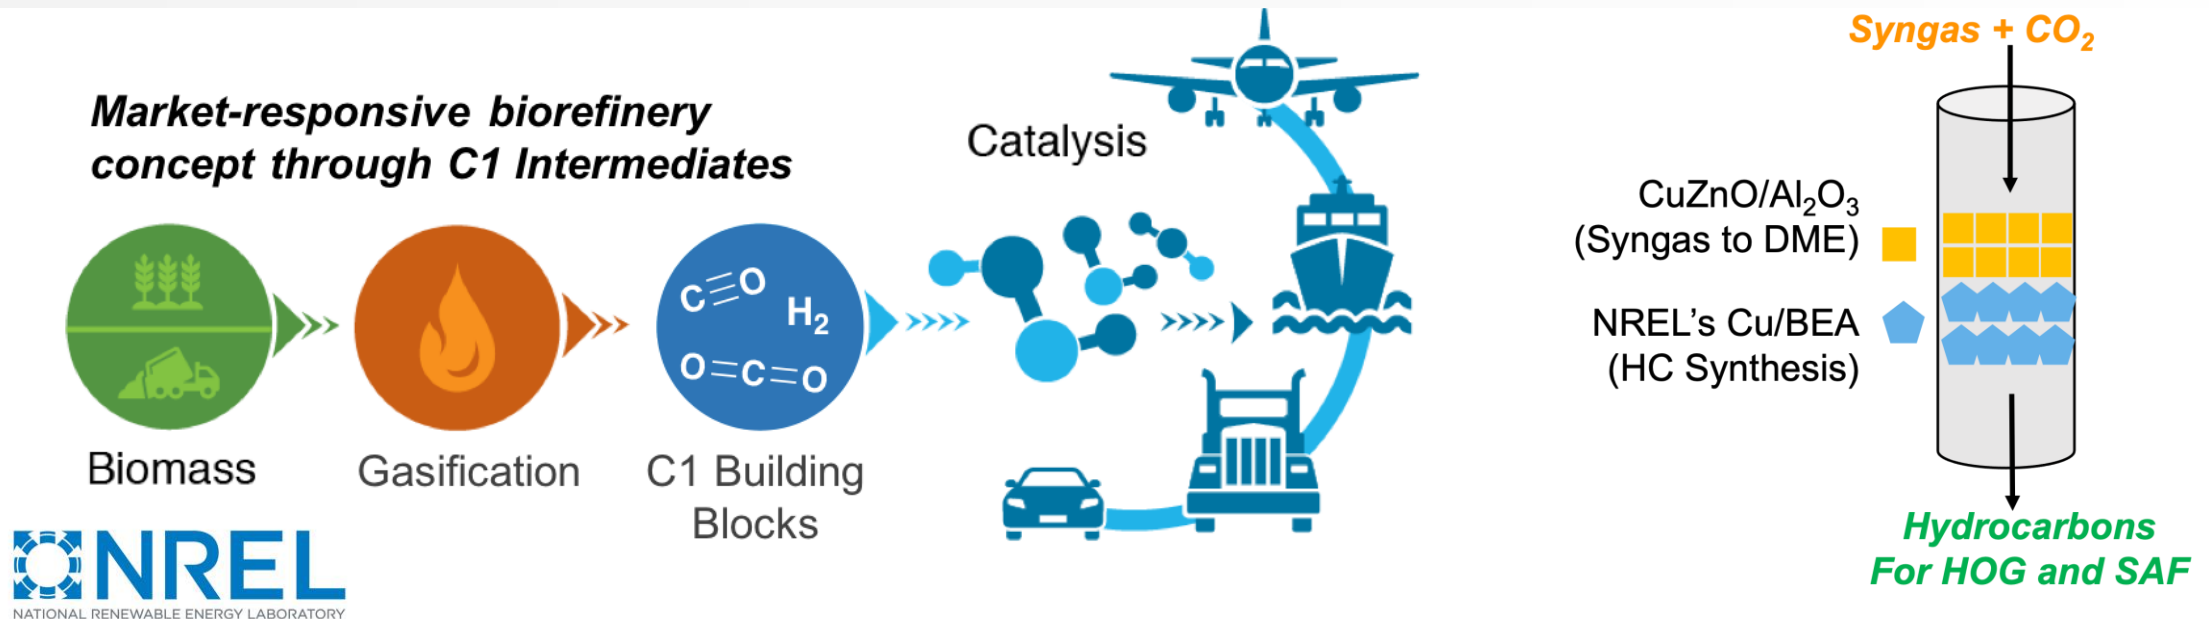 Market-responsive biorefinery
concept through C1 Intermediates
Biomass
Gasification
C≡O
H₂
O=C=O
C1 Building
Blocks
Catalysis
NREL
NATIONAL RENEWABLE ENERGY LABORATORY
Syngas + CO₂
CuZnO/Al₂O₃
(Syngas to DME)
NREL’s Cu/BEA
(HC Synthesis)
Hydrocarbons
For HOG and SAF